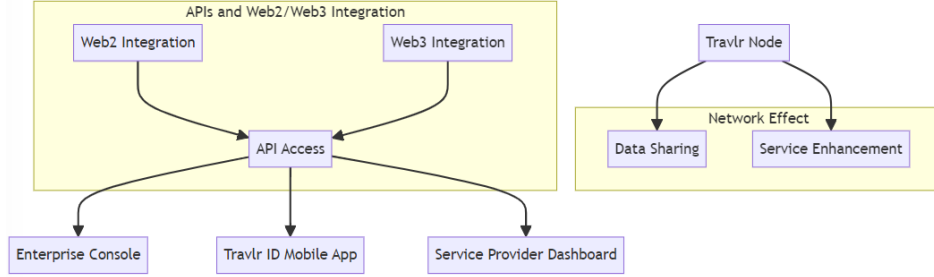 APIs and Web2/Web3 Integration
Web2 Integration
Web3 Integration
API Access
Enterprise Console
Travlr ID Mobile App
Service Provider Dashboard
Travlr Node
Network Effect
Data Sharing
Service Enhancement